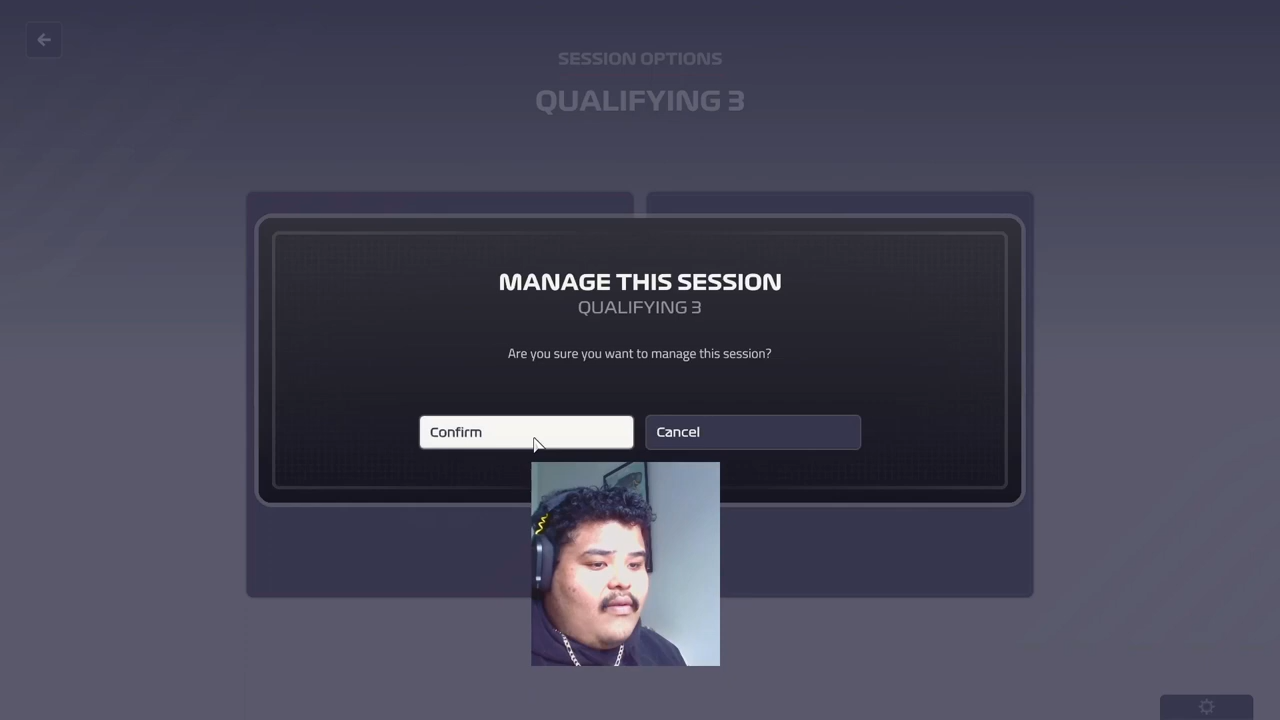 SESSION OPTIONS
QUALIFYING 3
MANAGE THIS SESSION
QUALIFYING 3
Are you sure you want to manage this session?
Confirm
Cancel